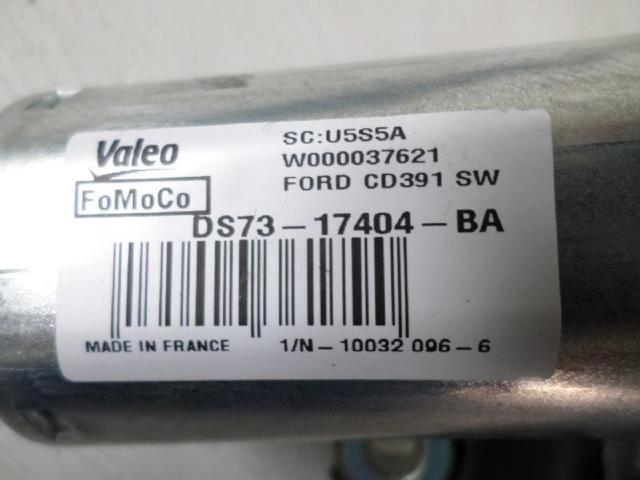 Valeo
FoMoCo
SC:U5S5A
W000037621
FORD CD391 SW
DS73-17404-BA
MADE IN FRANCE
1/N-10032 096-6